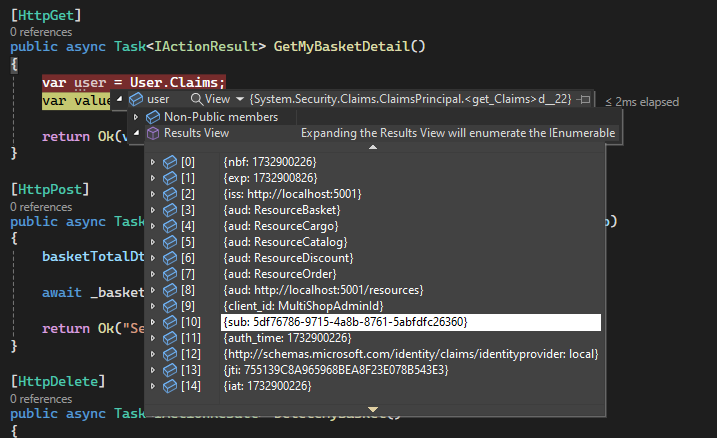 [HttpGet]
0 references
public async Task<IActionResult> GetMyBasketDetail()
{
var user = User.Claims;
var value
user View {System.Security.Claims.ClaimsPrincipal.<get_Claims>d__22} ≤ 2ms elapsed
Non-Public members
return Ok(v
Results View Expanding the Results View will enumerate the IEnumerable
}
[0] {nbf: 1732900226}
[1] {exp: 1732900826}
[HttpPost]
[2] {iss: http://localhost:5001}
0 references
[3] {aud: ResourceBasket}
public async Task
[4] {aud: ResourceCargo} o)
{
[5] {aud: ResourceCatalog}
basketTotalDt
[6] {aud: ResourceDiscount}
[7] {aud: ResourceOrder}
await _basket
[8] {aud: http://localhost:5001/resources}
[9] {client_id: MultiShopAdminId}
return Ok("Se
[10] {sub: 5df76786-9715-4a8b-8761-5abfdfc26360}
}
[11] {auth_time: 1732900226}
[12] {http://schemas.microsoft.com/identity/claims/identityprovider: local}
[HttpDelete]
[13] {jti: 755139C8A965968BEA8F23E078B543E3}
0 references
[14] {iat: 1732900226}
public async Task<IActionResult> DeleteMyBasket()
{